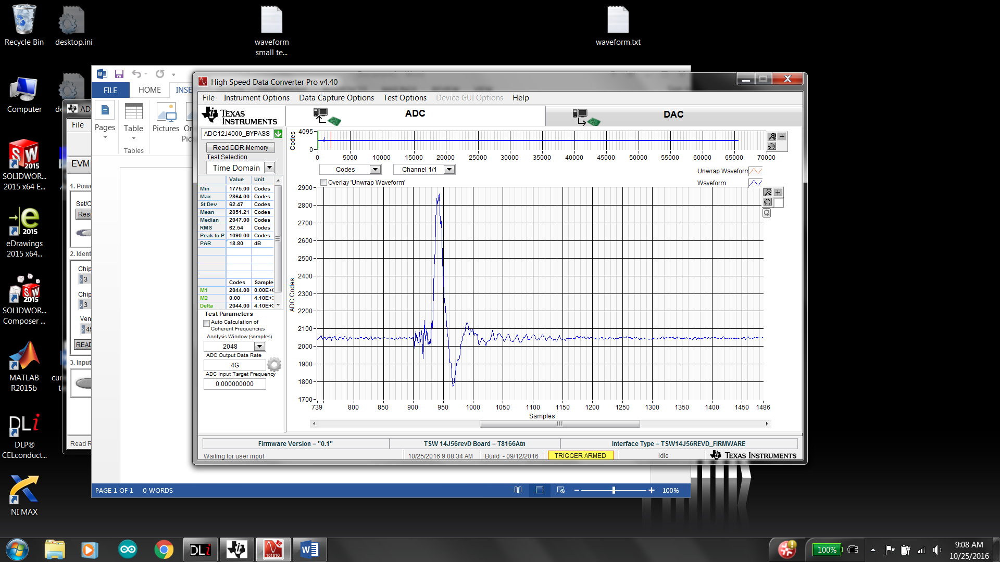 Recycle Bin
desktop.ini
waveform
small te...
waveform.txt
Computer
SOLIDWOR...
2015 x64 E...
eDrawings
2015 x64...
SOLIDWOR...
Composer ...
MATLAB
R2015b
DLi
DLP®
CELconduct...
NI MAX
FILE
HOME
INSE
Pages
Table
Pictures
Tables
File
EVM
1. Powe
Set/C
Rese
2. Ident
Chip
3
Chip
3
Ven
45
READ
3. Input
Read R
High Speed Data Converter Pro v4.40
File Instrument Options Data Capture Options Test Options Device GUI Options Help
TEXAS INSTRUMENTS
ADC
DAC
ADC12J4000_BYPASS
Read DDR Memory
Test Selection
Time Domain
Value Unit
Min 1775.00 Codes
Max 2864.00 Codes
St Dev 62.47 Codes
Mean 2051.21 Codes
Median 2047.00 Codes
RMS 62.54 Codes
Peak to P 1090.00 Codes
PAR 18.80 dB
Codes Sample
M1 2044.00 0.00E+0
M2 0.00 4.10E+3
Delta 2044.00 4.10E+3
Test Parameters
Auto Calculation of
Coherent Frequencies
Analysis Window (samples)
2048
ADC Output Data Rate
4G
ADC Input Target Frequency
0.000000000
Codes
4095
0
0 5000 10000 15000 20000 25000 30000 35000 40000 45000 50000 55000 60000 65000 70000
Codes
Channel 1/1
Unwrap Waveform
Overlay 'Unwrap Waveform'
Waveform
ADC Codes
2900
2800
2700
2600
2500
2400
2300
2200
2100
2000
1900
1800
1700
739 800 850 900 950 1000 1050 1100 1150 1200 1250 1300 1350 1400 1450 1486
Samples
Firmware Version = "0.1"
TSW 14J56revD Board = T8166Atn
Interface Type = TSW14J56REVD_FIRMWARE
Waiting for user input
10/25/2016 9:08:34 AM
Build - 09/12/2016
TRIGGER ARMED
Idle
TEXAS INSTRUMENTS
PAGE 1 OF 1 0 WORDS
100%
DLi
100%
9:08 AM
10/25/2016